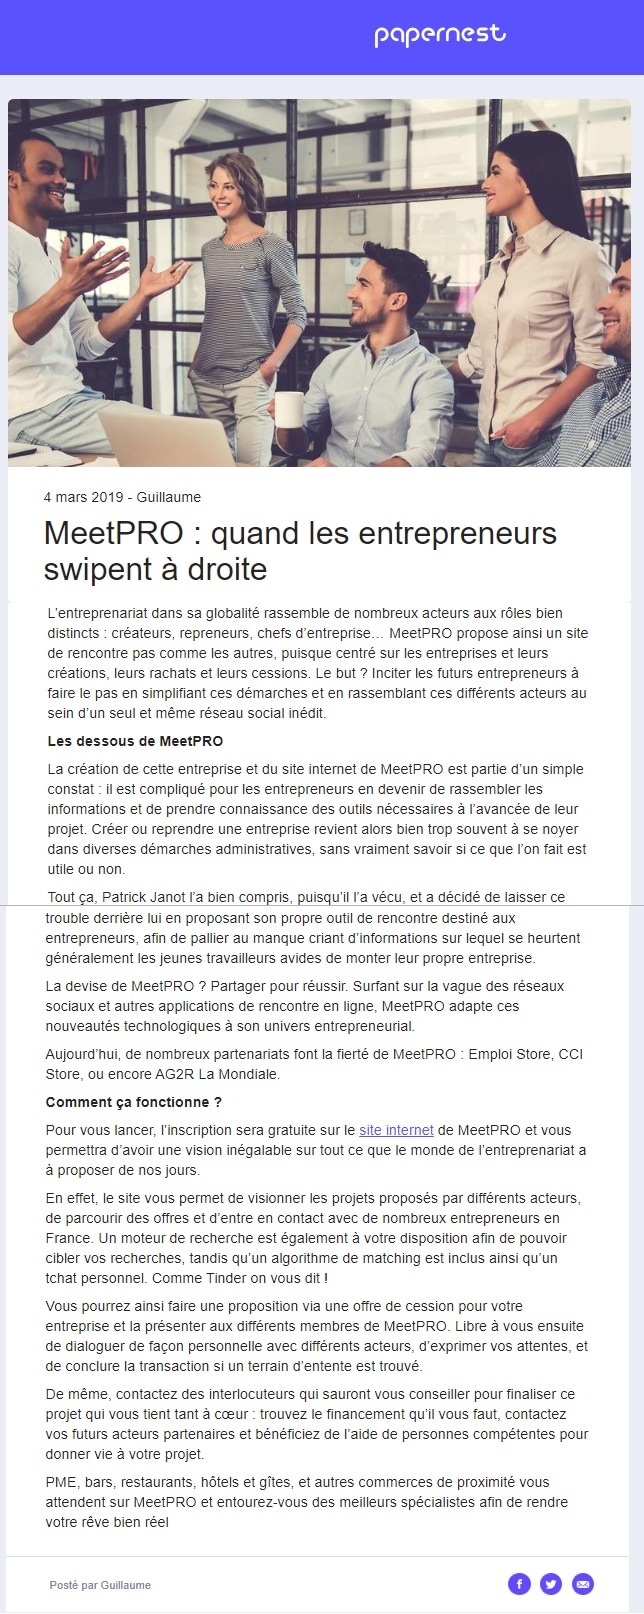 papernest
4 mars 2019 - Guillaume
MeetPRO : quand les entrepreneurs
swipent à droite
L'entreprenariat dans sa globalité rassemble de nombreux acteurs aux rôles bien
distincts : créateurs, repreneurs, chefs d'entreprise… MeetPRO propose ainsi un site
de rencontre pas comme les autres, puisque centré sur les entreprises et leurs
créations, leurs rachats et leurs cessions. Le but ? Inciter les futurs entrepreneurs à
faire le pas en simplifiant ces démarches et en rassemblant ces différents acteurs au
sein d'un seul et même réseau social inédit.
Les dessous de MeetPRO
La création de cette entreprise et du site internet de MeetPRO est partie d'un simple
constat : il est compliqué pour les entrepreneurs en devenir de rassembler les
informations et de prendre connaissance des outils nécessaires à l'avancée de leur
projet. Créer ou reprendre une entreprise revient alors bien trop souvent à se noyer
dans diverses démarches administratives, sans vraiment savoir si ce que l'on fait est
utile ou non.
Tout ça, Patrick Janot l'a bien compris, puisqu'il l'a vécu, et a décidé de laisser ce
trouble derrière lui en proposant son propre outil de rencontre destiné aux
entrepreneurs, afin de pallier au manque criant d'informations sur lequel se heurtent
généralement les jeunes travailleurs avides de monter leur propre entreprise.
La devise de MeetPRO ? Partager pour réussir. Surfant sur la vague des réseaux
sociaux et autres applications de rencontre en ligne, MeetPRO adapte ces
nouveautés technologiques à son univers entrepreneurial.
Aujourd'hui, de nombreux partenariats font la fierté de MeetPRO : Emploi Store, CCI
Store, ou encore AG2R La Mondiale.
Comment ça fonctionne ?
Pour vous lancer, l'inscription sera gratuite sur le site internet de MeetPRO et vous
permettra d'avoir une vision inégalable sur tout ce que le monde de l'entreprenariat a
à proposer de nos jours.
En effet, le site vous permet de visionner les projets proposés par différents acteurs,
de parcourir des offres et d'entre en contact avec de nombreux entrepreneurs en
France. Un moteur de recherche est également à votre disposition afin de pouvoir
cibler vos recherches, tandis qu'un algorithme de matching est inclus ainsi qu'un
tchat personnel. Comme Tinder on vous dit !
Vous pourrez ainsi faire une proposition via une offre de cession pour votre
entreprise et la présenter aux différents membres de MeetPRO. Libre à vous ensuite
de dialoguer de façon personnelle avec différents acteurs, d'exprimer vos attentes, et
de conclure la transaction si un terrain d'entente est trouvé.
De même, contactez des interlocuteurs qui sauront vous conseiller pour finaliser ce
projet qui vous tient tant à cœur : trouvez le financement qu'il vous faut, contactez
vos futurs acteurs partenaires et bénéficiez de l'aide de personnes compétentes pour
donner vie à votre projet.
PME, bars, restaurants, hôtels et gîtes, et autres commerces de proximité vous
attendent sur MeetPRO et entourez-vous des meilleurs spécialistes afin de rendre
votre rêve bien réel
Posté par Guillaume